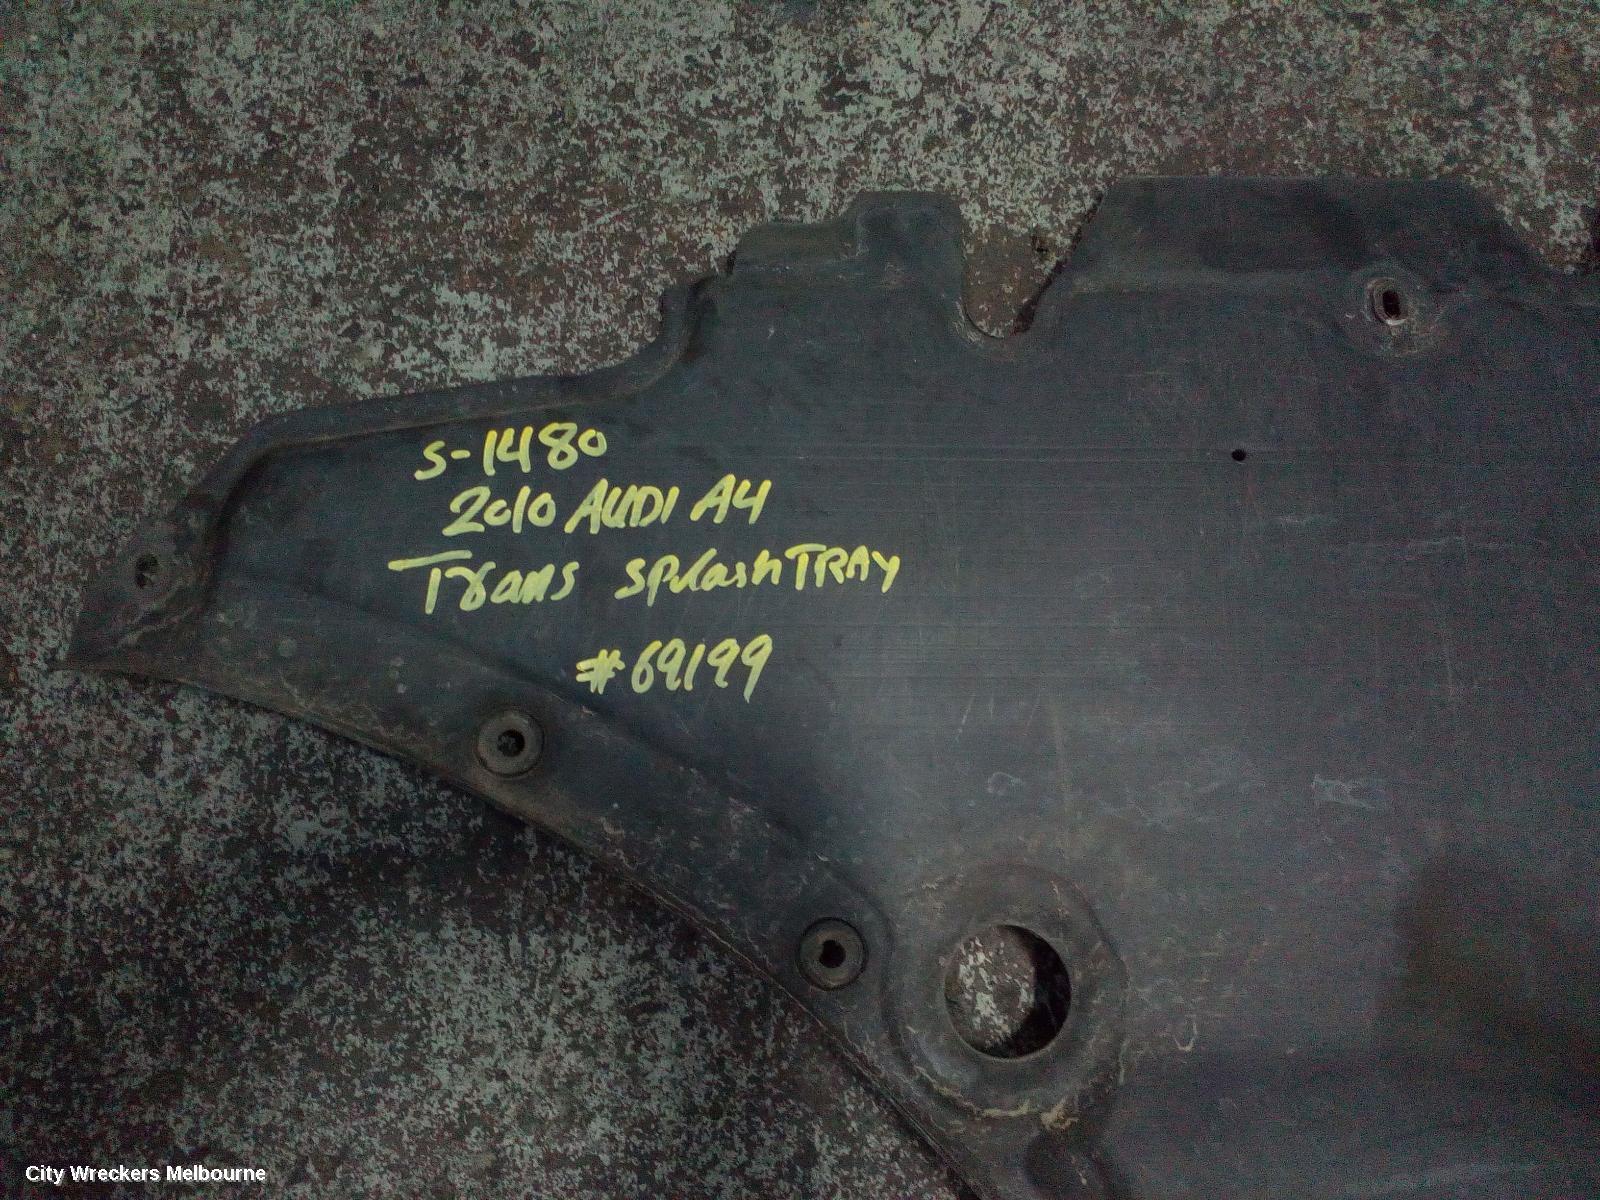 S-1480
2010 AUDI A4
Trans splash TRAY
#69199
City Wreckers Melbourne